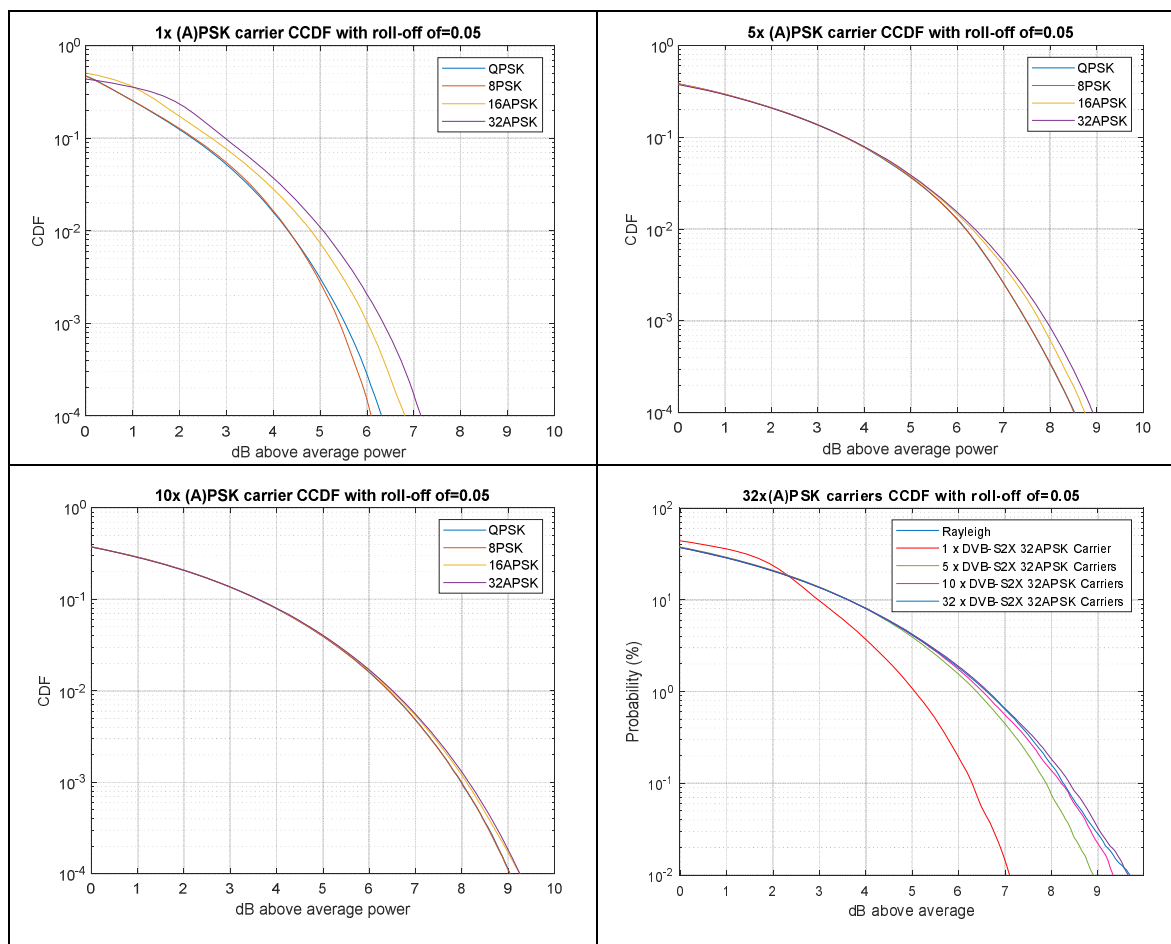 1x (A)PSK carrier CCDF with roll-off of=0.05
10^0
10^-1
10^-2
10^-3
10^-4
CDF
QPSK
8PSK
16APSK
32APSK
0 1 2 3 4 5 6 7 8 9 10
dB above average power
5x (A)PSK carrier CCDF with roll-off of=0.05
10^0
10^-1
10^-2
10^-3
10^-4
CDF
QPSK
8PSK
16APSK
32APSK
0 1 2 3 4 5 6 7 8 9 10
dB above average power
10x (A)PSK carrier CCDF with roll-off of=0.05
10^0
10^-1
10^-2
10^-3
10^-4
CDF
QPSK
8PSK
16APSK
32APSK
0 1 2 3 4 5 6 7 8 9 10
dB above average power
32x(A)PSK carriers CCDF with roll-off of=0.05
10^2
10^1
10^0
10^-1
10^-2
Probability (%)
Rayleigh
1 x DVB-S2X 32APSK Carrier
5 x DVB-S2X 32APSK Carriers
10 x DVB-S2X 32APSK Carriers
32 x DVB-S2X 32APSK Carriers
0 1 2 3 4 5 6 7 8 9
dB above average